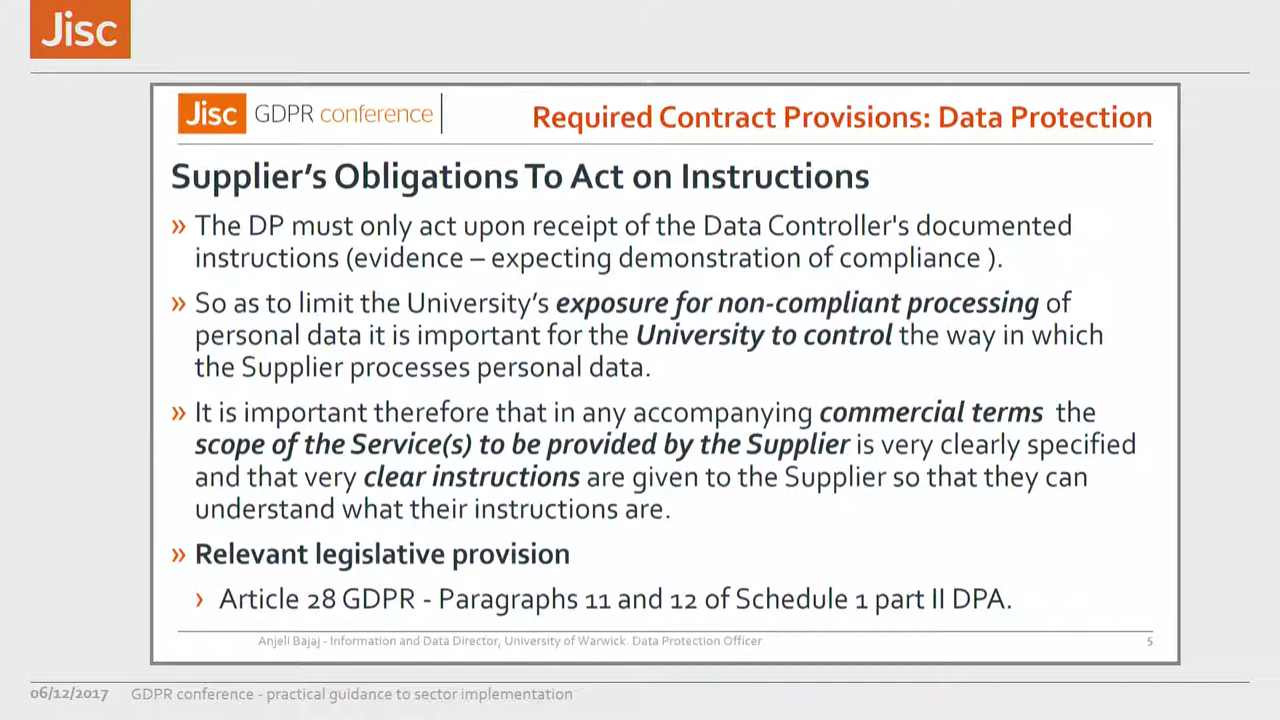 Jisc
Jisc GDPR conference
Required Contract Provisions: Data Protection
Supplier's Obligations To Act on Instructions
» The DP must only act upon receipt of the Data Controller's documented
instructions (evidence – expecting demonstration of compliance ).
» So as to limit the University's exposure for non-compliant processing of
personal data it is important for the University to control the way in which
the Supplier processes personal data.
» It is important therefore that in any accompanying commercial terms the
scope of the Service(s) to be provided by the Supplier is very clearly specified
and that very clear instructions are given to the Supplier so that they can
understand what their instructions are.
» Relevant legislative provision
› Article 28 GDPR - Paragraphs 11 and 12 of Schedule 1 part II DPA.
Anjeli Bajaj - Information and Data Director, University of Warwick. Data Protection Officer
5
06/12/2017 GDPR conference - practical guidance to sector implementation